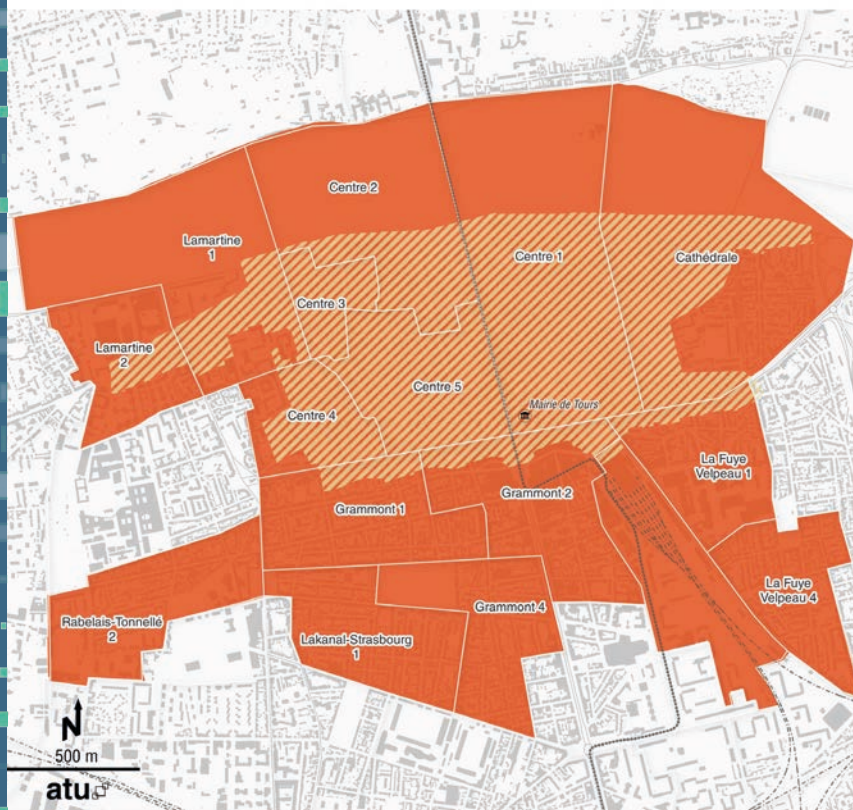 Centre 2
Lamartine
1
Centre 1
Cathédrale
Centre 3
Lamartine
2
Centre 5
Mairie de Tours
Centre 4
La Fuye
Velpeau 1
Grammont 2
Grammont 1
La Fuye
Velpeau 4
Grammont 4
Rabelais-Tonnellé
2
Lakanal-Strasbourg
1
N
500 m
atu